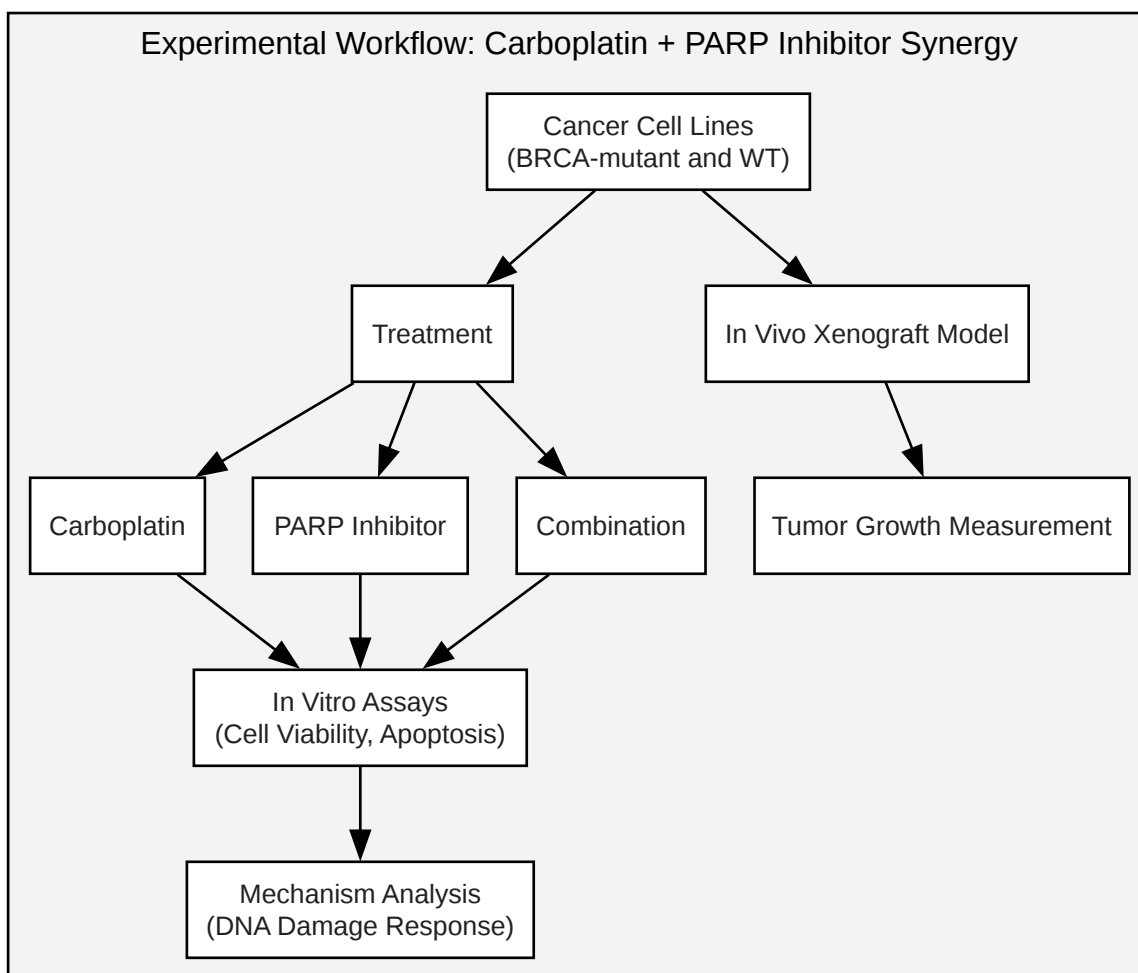 Experimental Workflow: Carboplatin + PARP Inhibitor Synergy
Cancer Cell Lines
(BRCA-mutant and WT)
Treatment
In Vivo Xenograft Model
Carboplatin
PARP Inhibitor
Combination
Tumor Growth Measurement
In Vitro Assays
(Cell Viability, Apoptosis)
Mechanism Analysis
(DNA Damage Response)